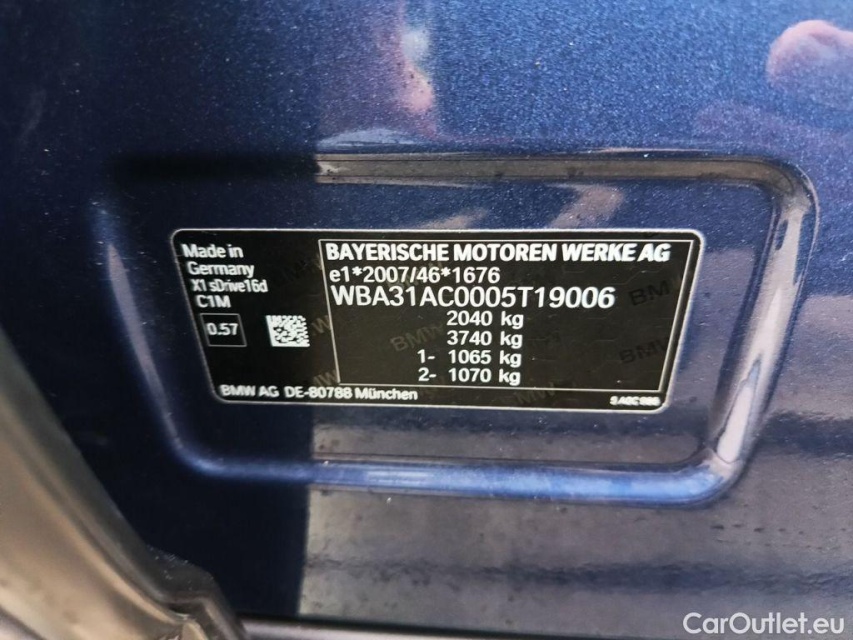 Made in
Germany
X1 sDrive16d
C1M
0.57
BAYERISCHE MOTOREN WERKE AG
e1*2007/46*1676
WBA31AC0005T19006
2040 kg
3740 kg
1- 1065 kg
2- 1070 kg
BMW AG DE-80788 München
CarOutlet.eu